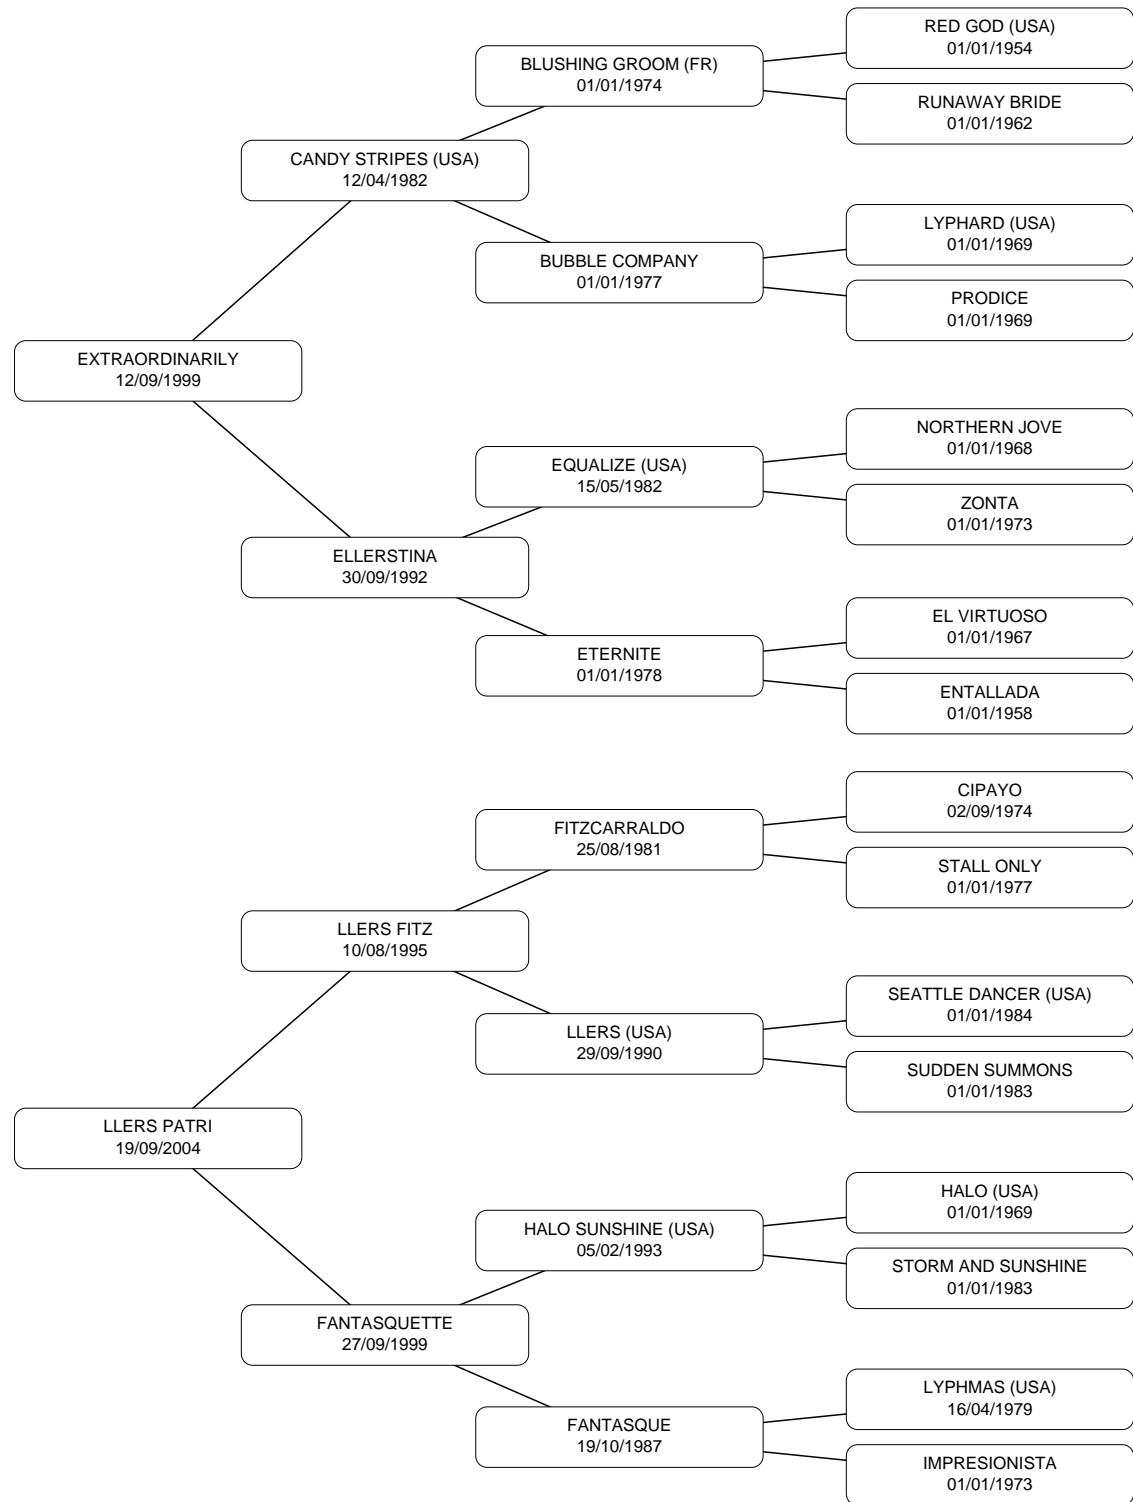 RED GOD (USA)
01/01/1954
BLUSHING GROOM (FR)
01/01/1974
RUNAWAY BRIDE
01/01/1962
CANDY STRIPES (USA)
12/04/1982
LYPHARD (USA)
01/01/1969
BUBBLE COMPANY
01/01/1977
PRODICE
01/01/1969
EXTRAORDINARILY
12/09/1999
NORTHERN JOVE
01/01/1968
EQUALIZE (USA)
15/05/1982
ZONTA
01/01/1973
ELLERSTINA
30/09/1992
EL VIRTUOSO
01/01/1967
ETERNITE
01/01/1978
ENTALLADA
01/01/1958
CIPAYO
02/09/1974
FITZCARRALDO
25/08/1981
STALL ONLY
01/01/1977
LLERS FITZ
10/08/1995
SEATTLE DANCER (USA)
01/01/1984
LLERS (USA)
29/09/1990
SUDDEN SUMMONS
01/01/1983
LLERS PATRI
19/09/2004
HALO (USA)
01/01/1969
HALO SUNSHINE (USA)
05/02/1993
STORM AND SUNSHINE
01/01/1983
FANTASQUETTE
27/09/1999
LYPHMAS (USA)
16/04/1979
FANTASQUE
19/10/1987
IMPRESIONISTA
01/01/1973